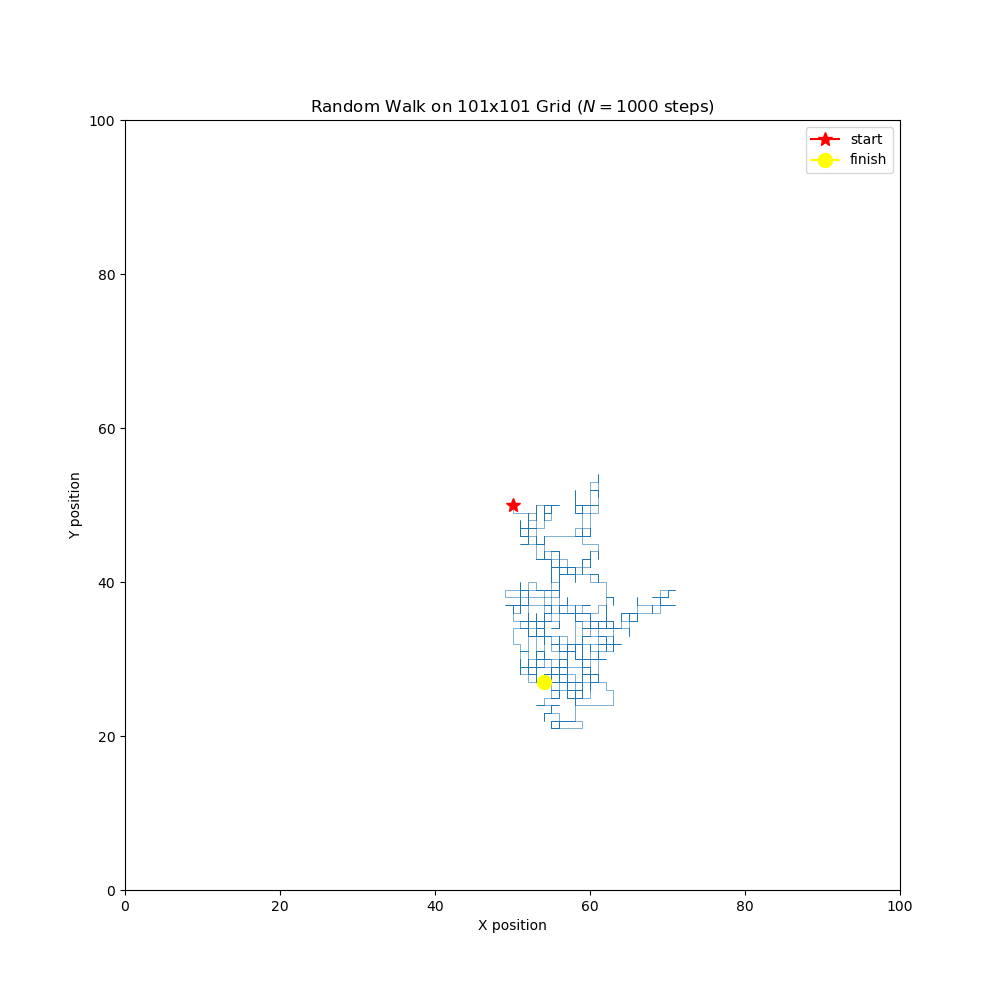 Random Walk on 101x101 Grid (N = 1000 steps)
start
finish
Y position
100
80
60
40
20
0
0 20 40 60 80 100
X position